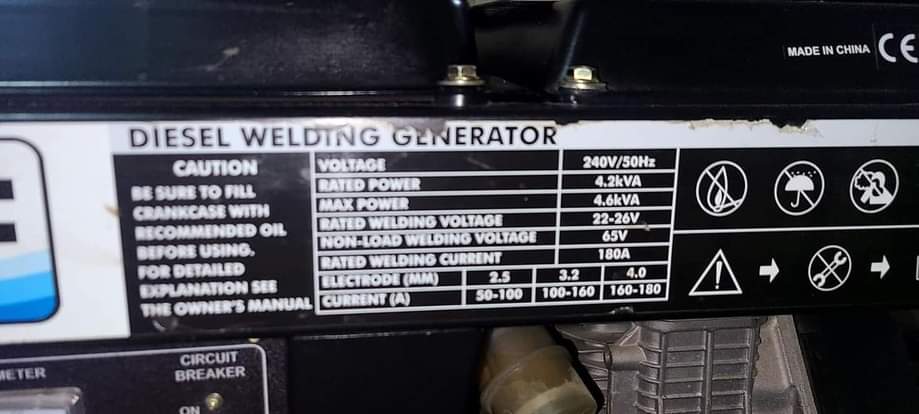 MADE IN CHINA CE
DIESEL WELDING GENERATOR
CAUTION
BE SURE TO FILL
CRANKCASE WITH
RECOMMENDED OIL
BEFORE USING.
FOR DETAILED
EXPLANATION SEE
THE OWNER'S MANUAL
VOLTAGE 240V/50Hz
RATED POWER 4.2kVA
MAX POWER 4.6kVA
RATED WELDING VOLTAGE 22-26V
NON-LOAD WELDING VOLTAGE 65V
RATED WELDING CURRENT 180A
ELECTRODE (MM) 2.5 3.2 4.0
CURRENT (A) 50-100 100-160 160-180
METER
CIRCUIT
BREAKER
ON